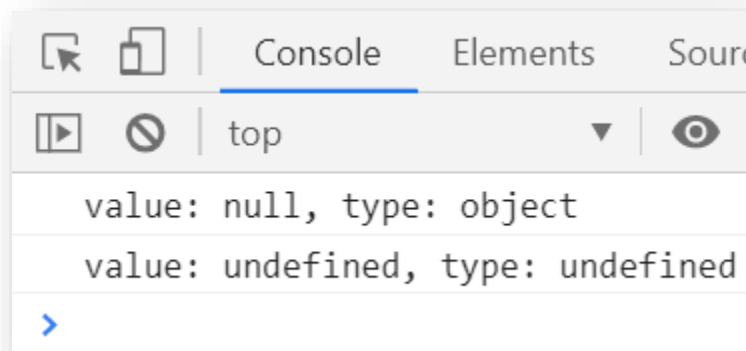 Console Elements
top
value: null, type: object
value: undefined, type: undefined